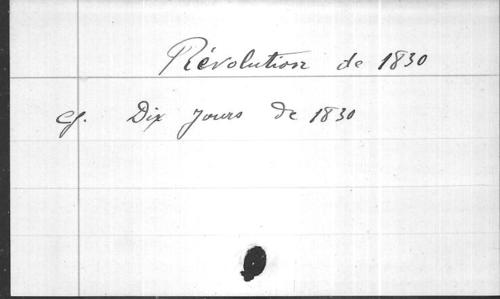 Révolution de 1830
Cf. Dix Jours de 1830